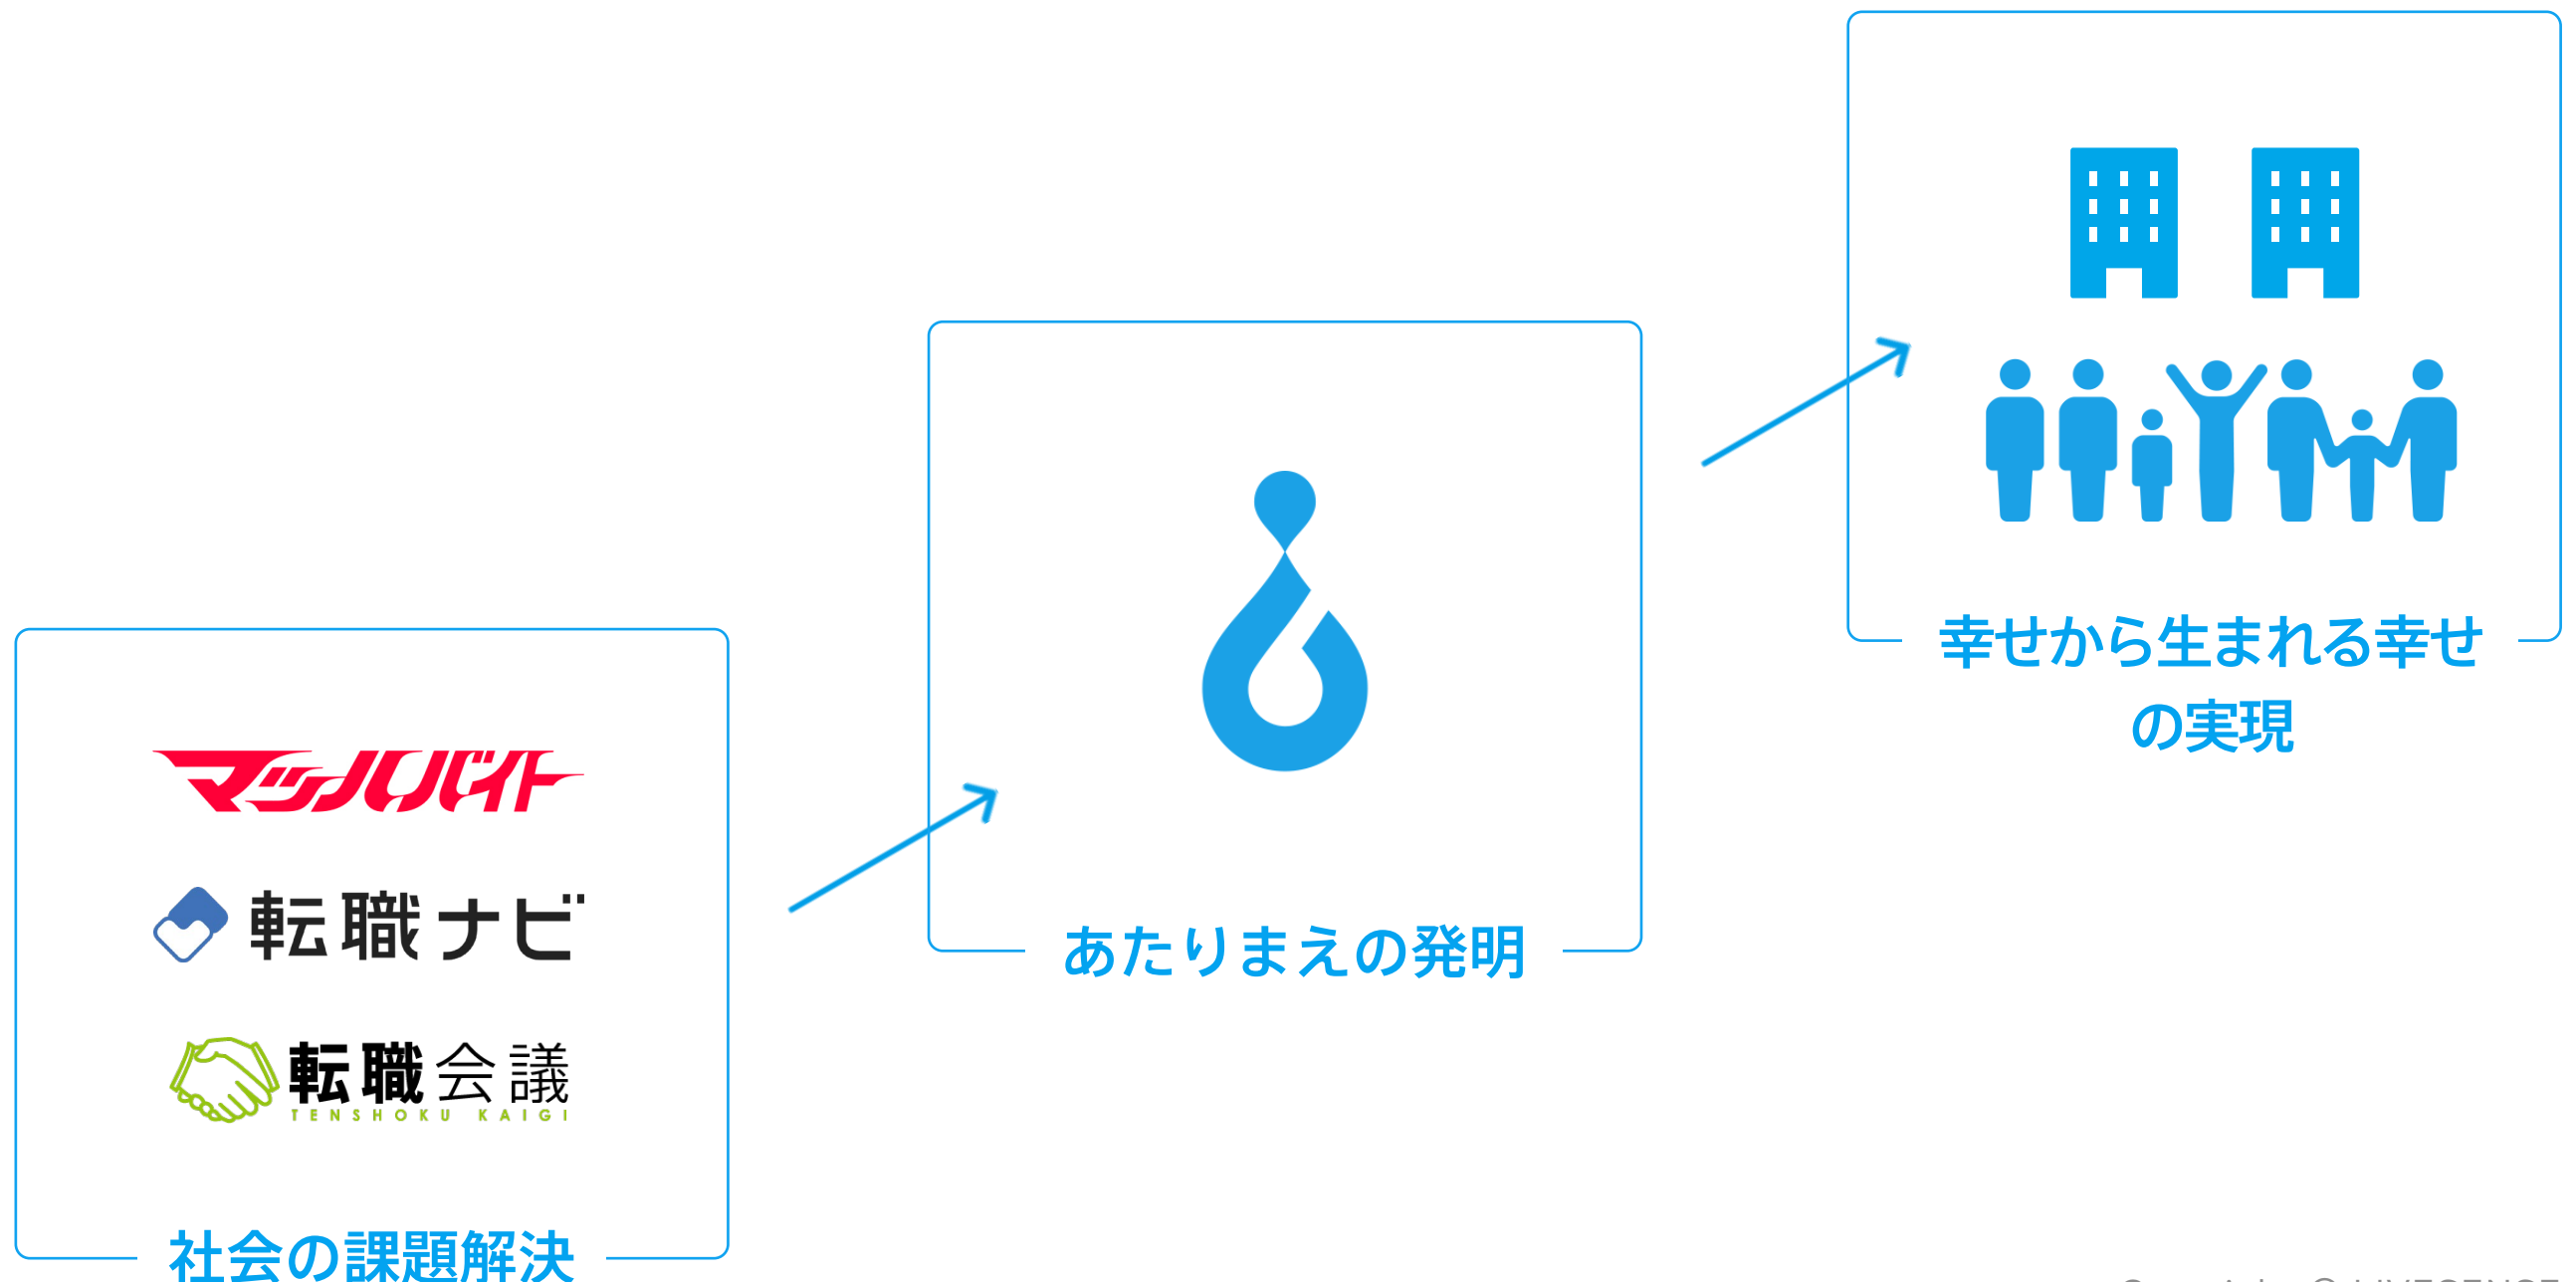 マッハバイト
転職ナビ
転職会議
TENSHOKU KAIGI
社会の課題解決
あたりまえの発明
幸せから生まれる幸せ
の実現